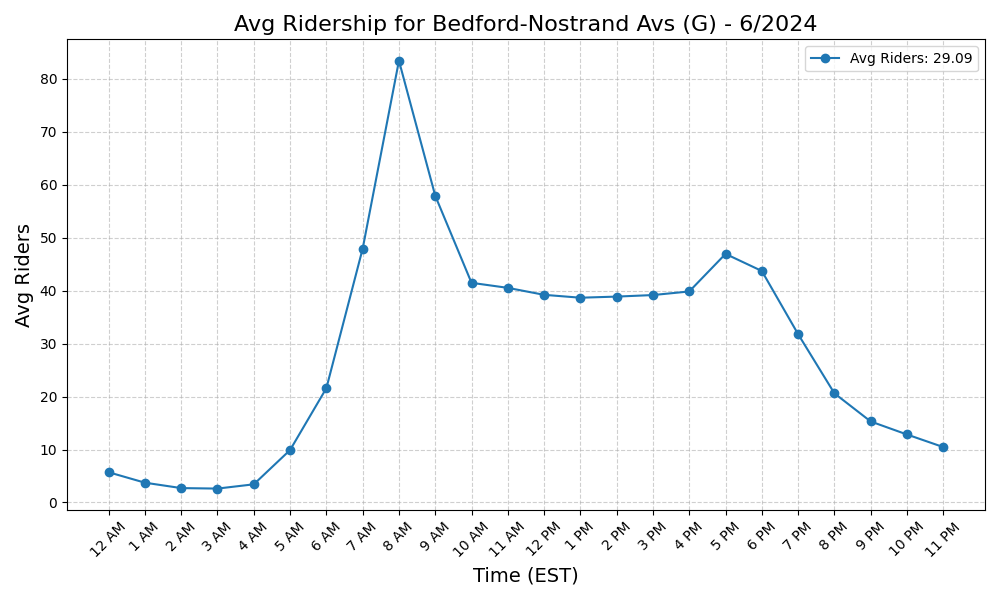 Avg Ridership for Bedford-Nostrand Avs (G) - 6/2024
Avg Riders: 29.09
Avg Riders
80
70
60
50
40
30
20
10
0
12 AM
1 AM
2 AM
3 AM
4 AM
5 AM
6 AM
7 AM
8 AM
9 AM
10 AM
11 AM
12 PM
1 PM
2 PM
3 PM
4 PM
5 PM
6 PM
7 PM
8 PM
9 PM
10 PM
11 PM
Time (EST)